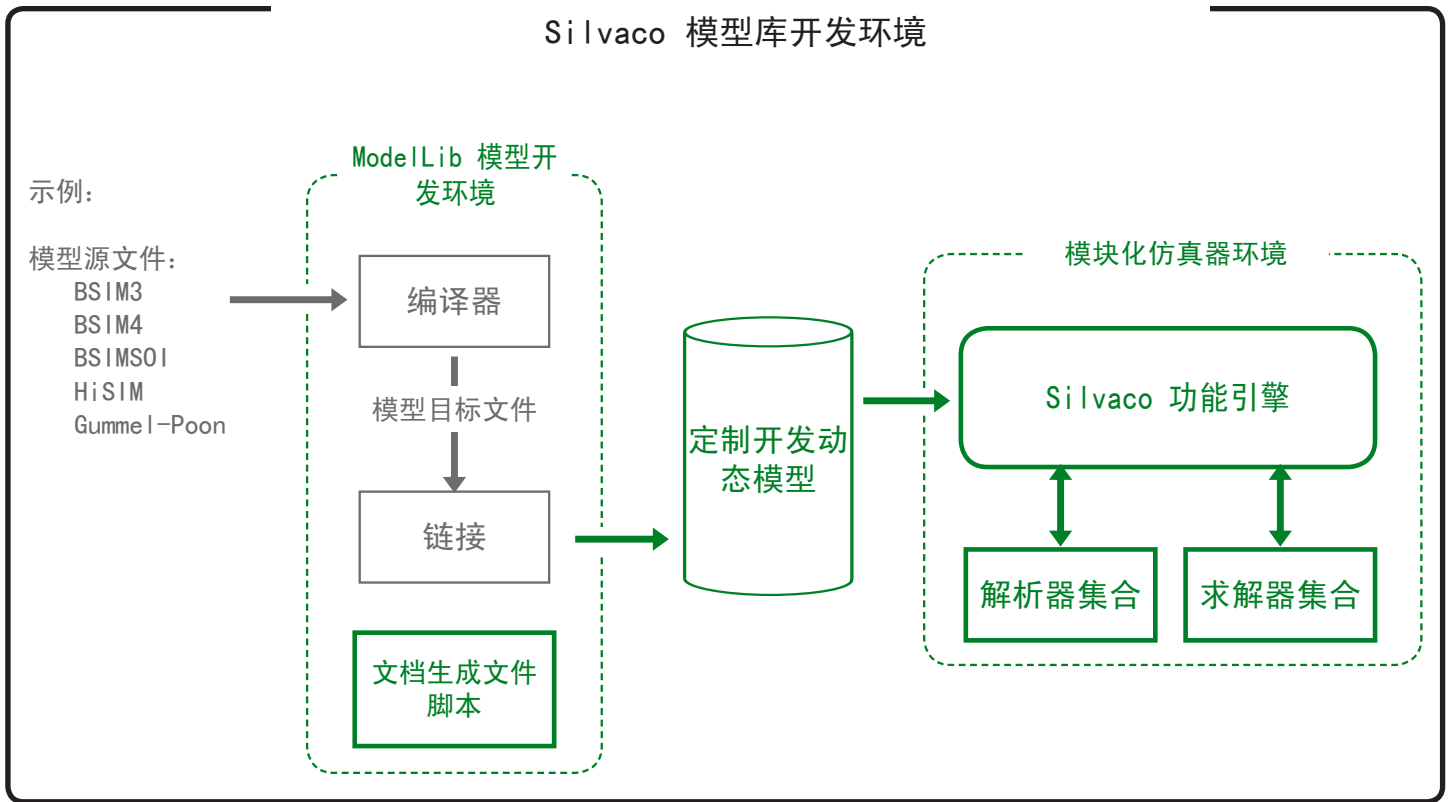 Silvaco 模型库开发环境
示例：
模型源文件：
BSIM3
BSIM4
BSIMSOI
HiSIM
Gummel-Poon
ModelLib 模型开
发环境
编译器
模型目标文件
链接
文档生成文件
脚本
定制开发动
态模型
模块化仿真器环境
Silvaco 功能引擎
解析器集合
求解器集合